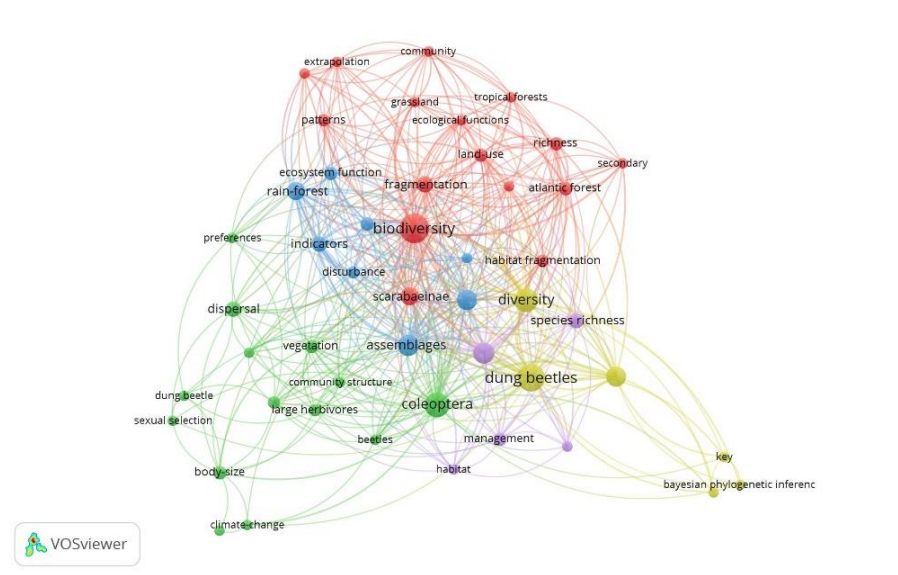 community
extrapolation
tropical forests
grassland
patterns
ecological functions
richness
land-use
secondary
ecosystem function
fragmentation
atlantic forest
rain-forest
biodiversity
preferences
indicators
habitat fragmentation
disturbance
scarabaeinae
diversity
dispersal
species richness
vegetation
assemblages
dung beetles
community structure
dung beetle
coleoptera
large herbivores
sexual selection
beetles
management
key
habitat
body-size
bayesian phylogenetic inferenc
climate-change
VOSviewer